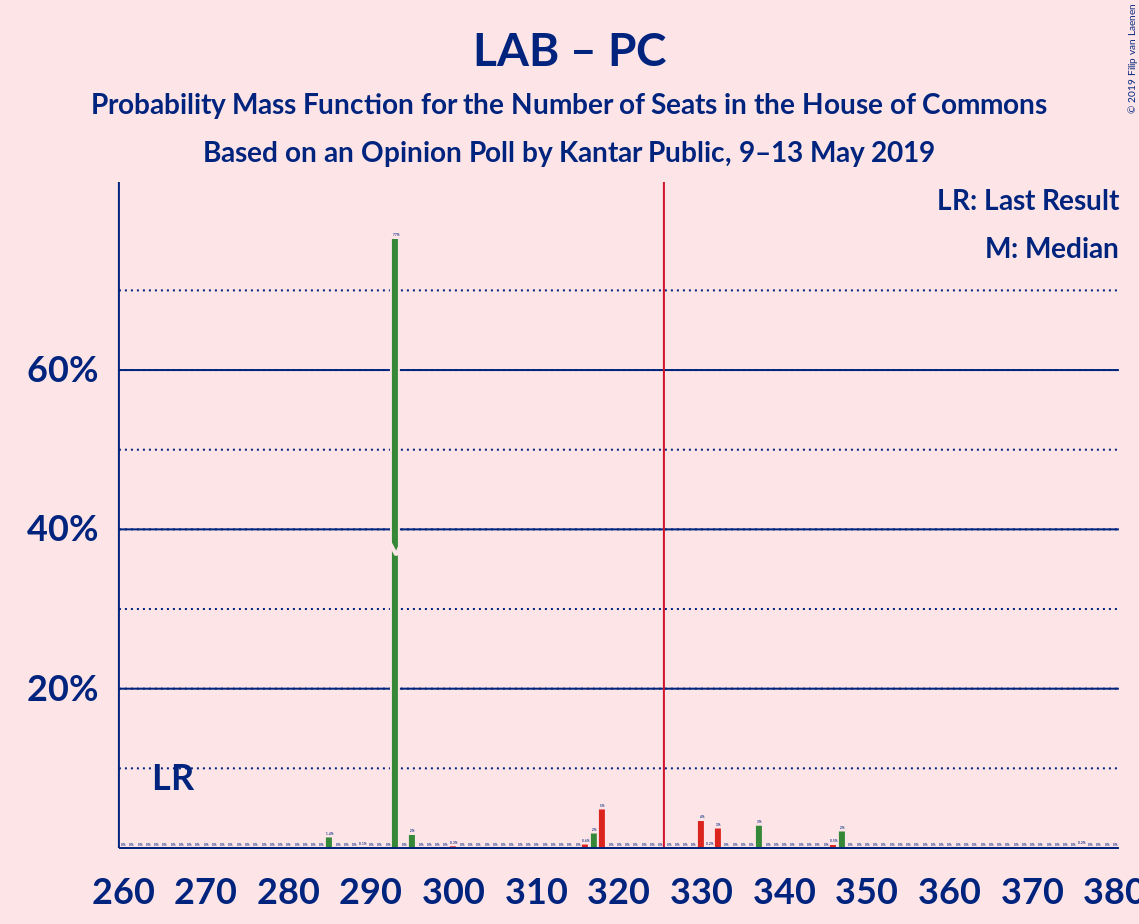 LAB – PC
Probability Mass Function for the Number of Seats in the House of Commons
Based on an Opinion Poll by Kantar Public, 9–13 May 2019
© 2019 Filip van Laenen
LR: Last Result
M: Median
77%
60%
40%
M
20%
LR
260 270 280 290 300 310 320 330 340 350 360 370 380